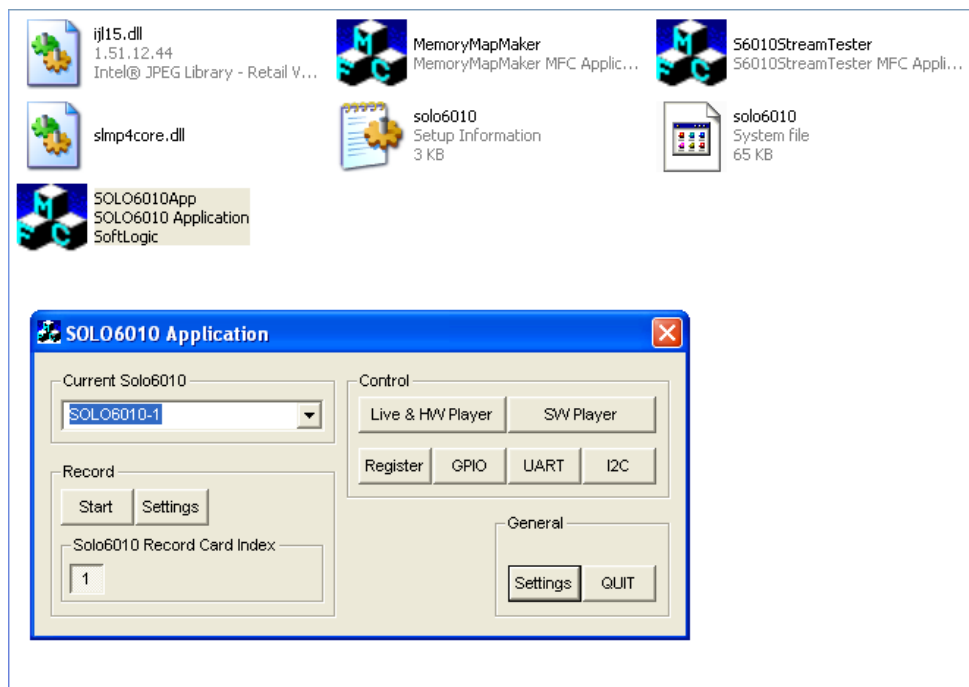 ijl15.dll
1.51.12.44
Intel® JPEG Library - Retail V...
MemoryMapMaker
MemoryMapMaker MFC Applic...
S6010StreamTester
S6010StreamTester MFC Appli...
slmp4core.dll
solo6010
Setup Information
3 KB
solo6010
System file
65 KB
SOLO6010App
SOLO6010 Application
SoftLogic
SOLO6010 Application
Current Solo6010
SOLO6010-1
Control
Live & HW Player
SW Player
Register
GPIO
UART
I2C
Record
Start
Settings
Solo6010 Record Card Index
1
General
Settings
QUIT